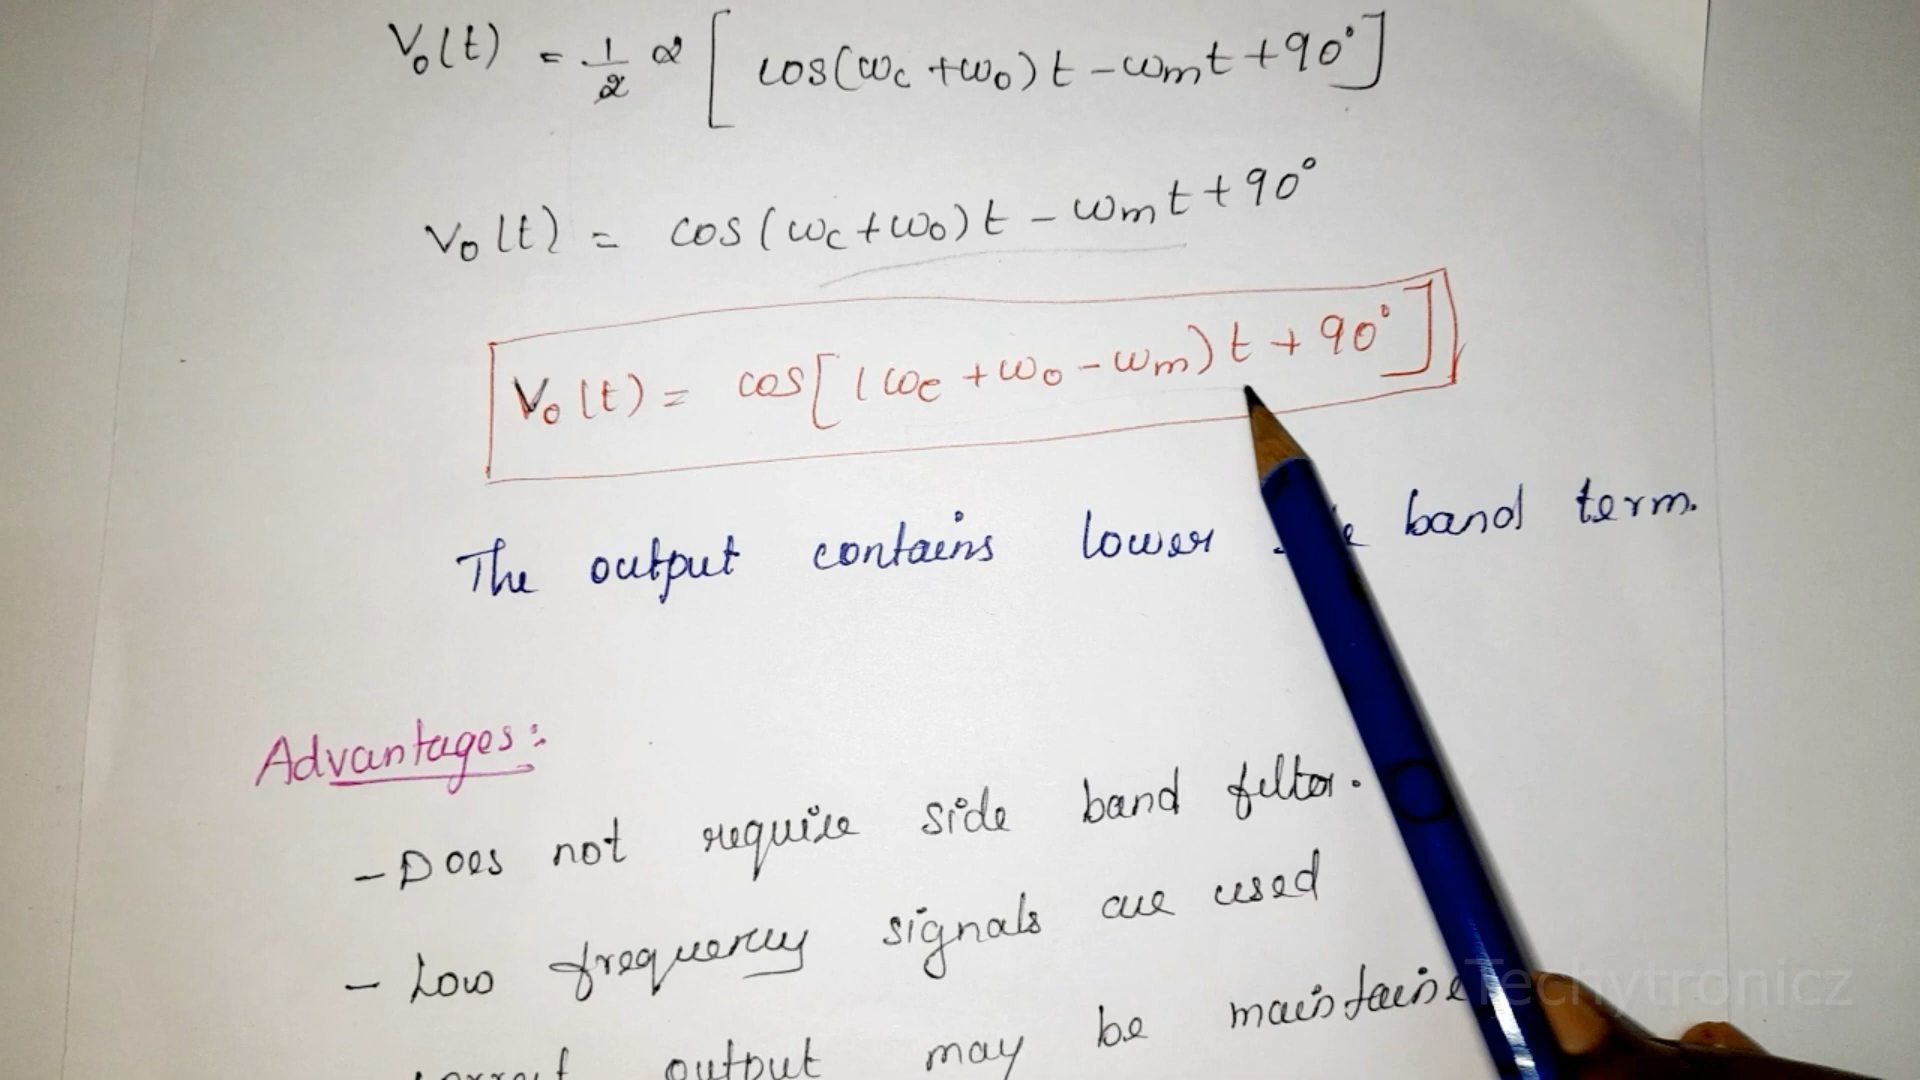 V₀(t) = 1/2 2 [ cos(ωc + ω₀)t - ωmt + 90° ]
V₀(t) = cos(ωc + ω₀)t - ωmt + 90°
V₀(t) = cos[(ωc + ω₀ - ωm)t + 90°]
The output contains lower band term.
Advantages:
- Does not require side band filter.
- Low frequency signals are used
output may be
Techytronicz